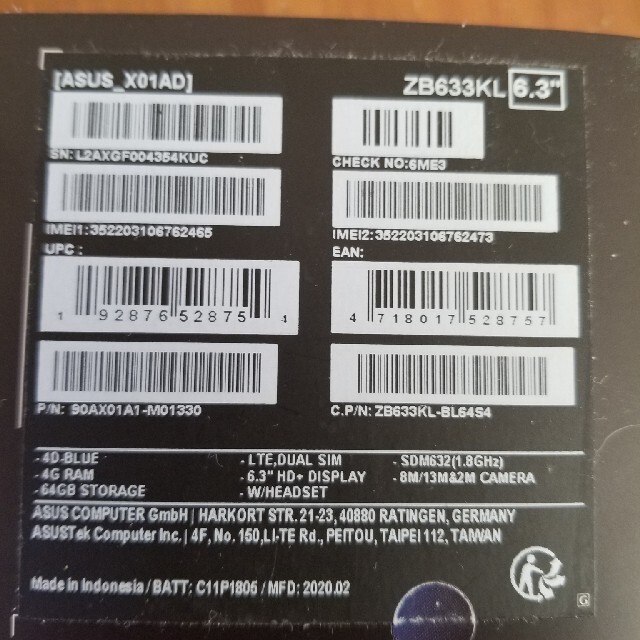 [ASUS_X01AD]
ZB633KL 6.3"
SN: L2AXGF004354KUC
CHECK NO:6ME3
IMEI1:352203106762465
IMEI2:352203106762473
UPC :
EAN:
1 92876 52875 4
4 718017 528757
P/N: 90AX01A1-M01330
C.P/N: ZB633KL-BL64S4
- 4D-BLUE
- LTE,DUAL SIM
- SDM632(1.8GHz)
- 4G RAM
- 6.3" HD+ DISPLAY
- 8M/13M&2M CAMERA
- 64GB STORAGE
- W/HEADSET
ASUS COMPUTER GmbH | HARKORT STR. 21-23, 40880 RATINGEN, GERMANY
ASUSTek Computer Inc. | 4F, No. 150,LI-TE Rd., PEITOU, TAIPEI 112, TAIWAN
Made in Indonesia / BATT: C11P1805 / MFD: 2020.02
G